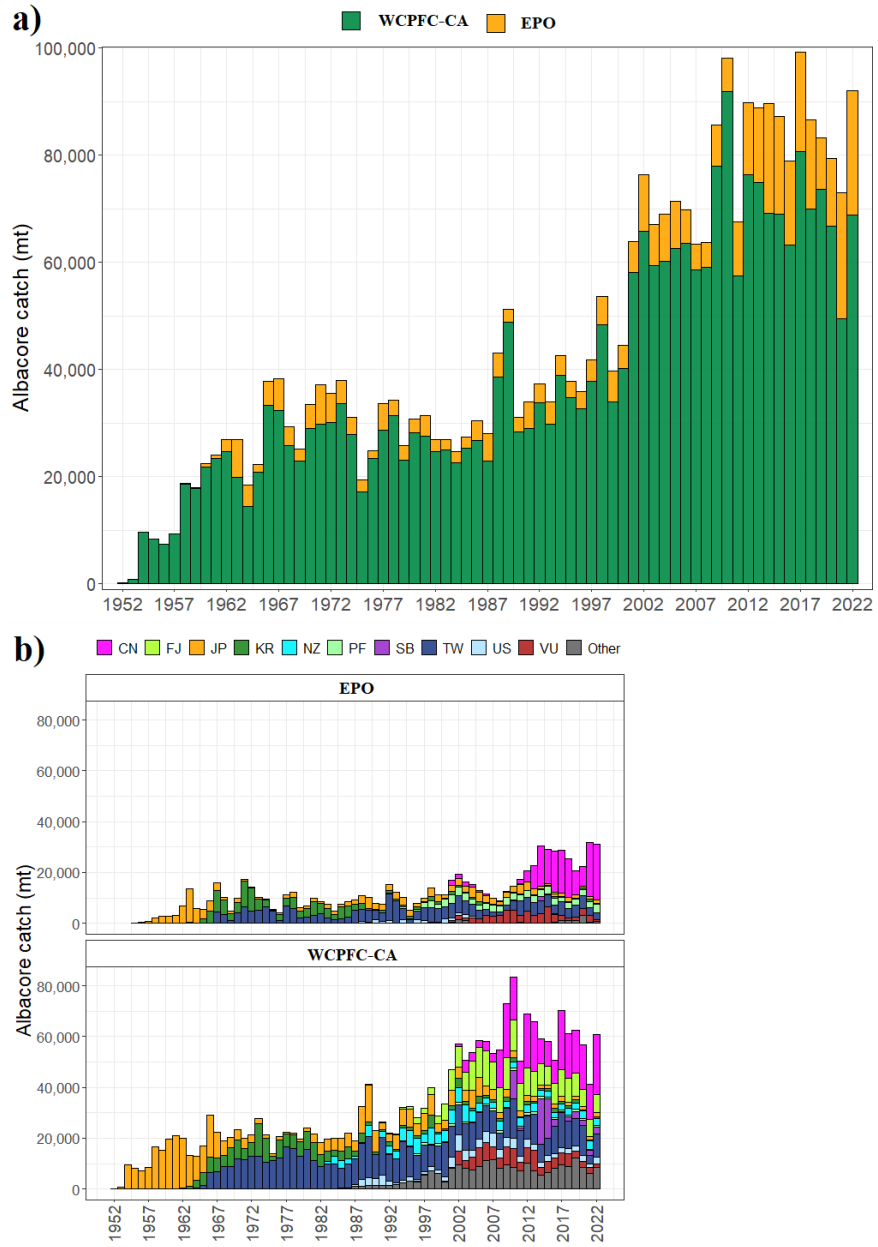 a)
WCPFC-CA EPO
Albacore catch (mt)
100,000
80,000
60,000
40,000
20,000
0
1952 1957 1962 1967 1972 1977 1982 1987 1992 1997 2002 2007 2012 2017 2022
b)
CN FJ JP KR NZ PF SB TW US VU Other
EPO
80,000
60,000
40,000
20,000
0
WCPFC-CA
Albacore catch (mt)
80,000
60,000
40,000
20,000
0
1952 1957 1962 1967 1972 1977 1982 1987 1992 1997 2002 2007 2012 2017 2022